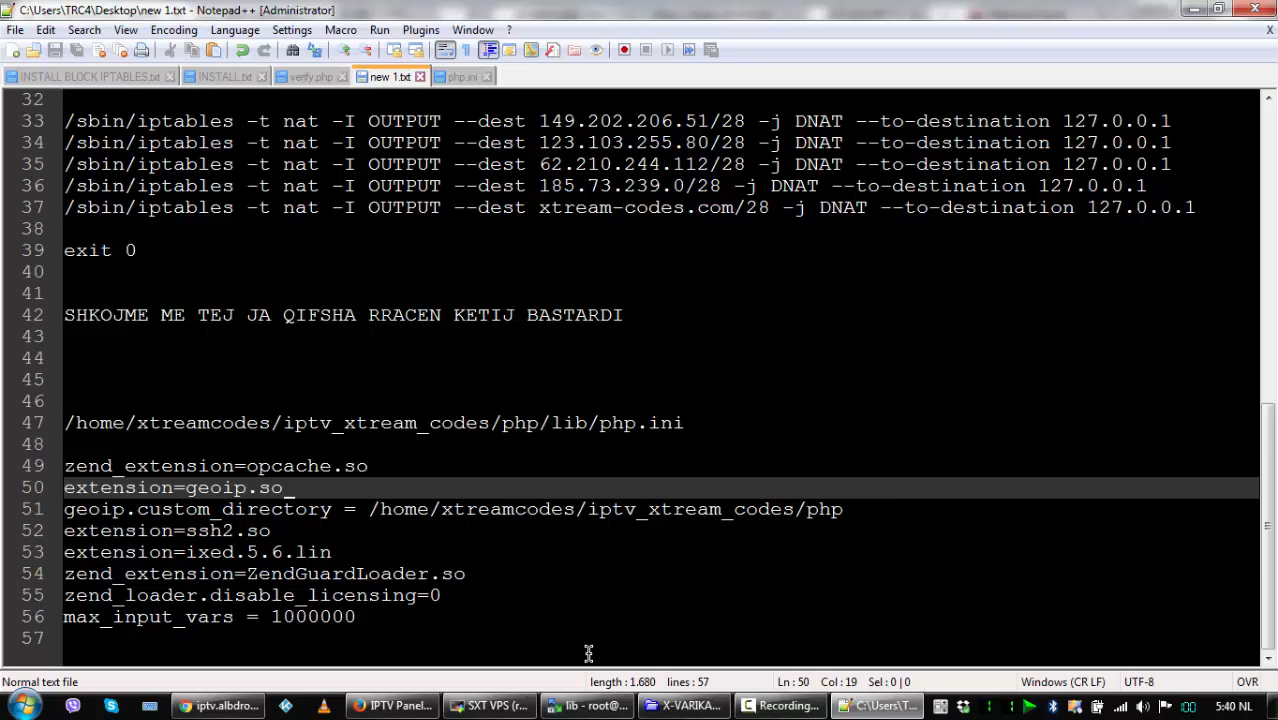 C:\Users\TRC4\Desktop\new 1.txt - Notepad++ [Administrator]
File Edit Search View Encoding Language Settings Macro Run Plugins Window ? X
INSTALL BLOCK IPTABLES.txt INSTALL.txt verify.php new 1.txt php.ini
32
33 /sbin/iptables -t nat -I OUTPUT --dest 149.202.206.51/28 -j DNAT --to-destination 127.0.0.1
34 /sbin/iptables -t nat -I OUTPUT --dest 123.103.255.80/28 -j DNAT --to-destination 127.0.0.1
35 /sbin/iptables -t nat -I OUTPUT --dest 62.210.244.112/28 -j DNAT --to-destination 127.0.0.1
36 /sbin/iptables -t nat -I OUTPUT --dest 185.73.239.0/28 -j DNAT --to-destination 127.0.0.1
37 /sbin/iptables -t nat -I OUTPUT --dest xtream-codes.com/28 -j DNAT --to-destination 127.0.0.1
38
39 exit 0
40
41
42 SHKOJME ME TEJ JA QIFSHA RRACEN KETIJ BASTARDI
43
44
45
46
47 /home/xtreamcodes/iptv_xtream_codes/php/lib/php.ini
48
49 zend_extension=opcache.so
50 extension=geoip.so
51 geoip.custom_directory = /home/xtreamcodes/iptv_xtream_codes/php
52 extension=ssh2.so
53 extension=ixed.5.6.lin
54 zend_extension=ZendGuardLoader.so
55 zend_loader.disable_licensing=0
56 max_input_vars = 1000000
57
Normal text file length : 1.680 lines : 57 Ln : 50 Col : 19 Sel : 0 | 0 Windows (CR LF) UTF-8 OVR
iptv.albdro... IPTV Panel... SXT VPS (r... lib - root@... X-VARIKA... Recording... C:\Users\T... 5:40 NL